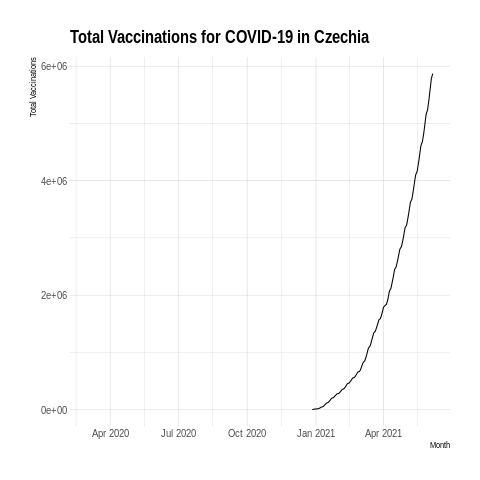 Total Vaccinations for COVID-19 in Czechia
Total Vaccinations
6e+06
4e+06
2e+06
0e+00
Apr 2020 Jul 2020 Oct 2020 Jan 2021 Apr 2021
Month